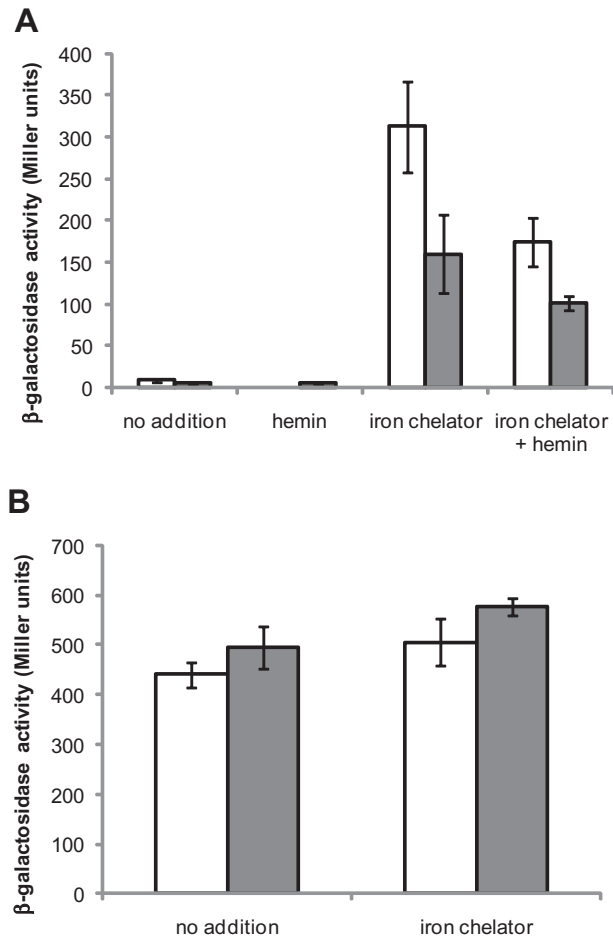 A
β-galactosidase activity (Miller units)
400
350
300
250
200
150
100
50
0
no addition
hemin
iron chelator
iron chelator
+ hemin
B
β-galactosidase activity (Miller units)
700
600
500
400
300
200
100
0
no addition
iron chelator